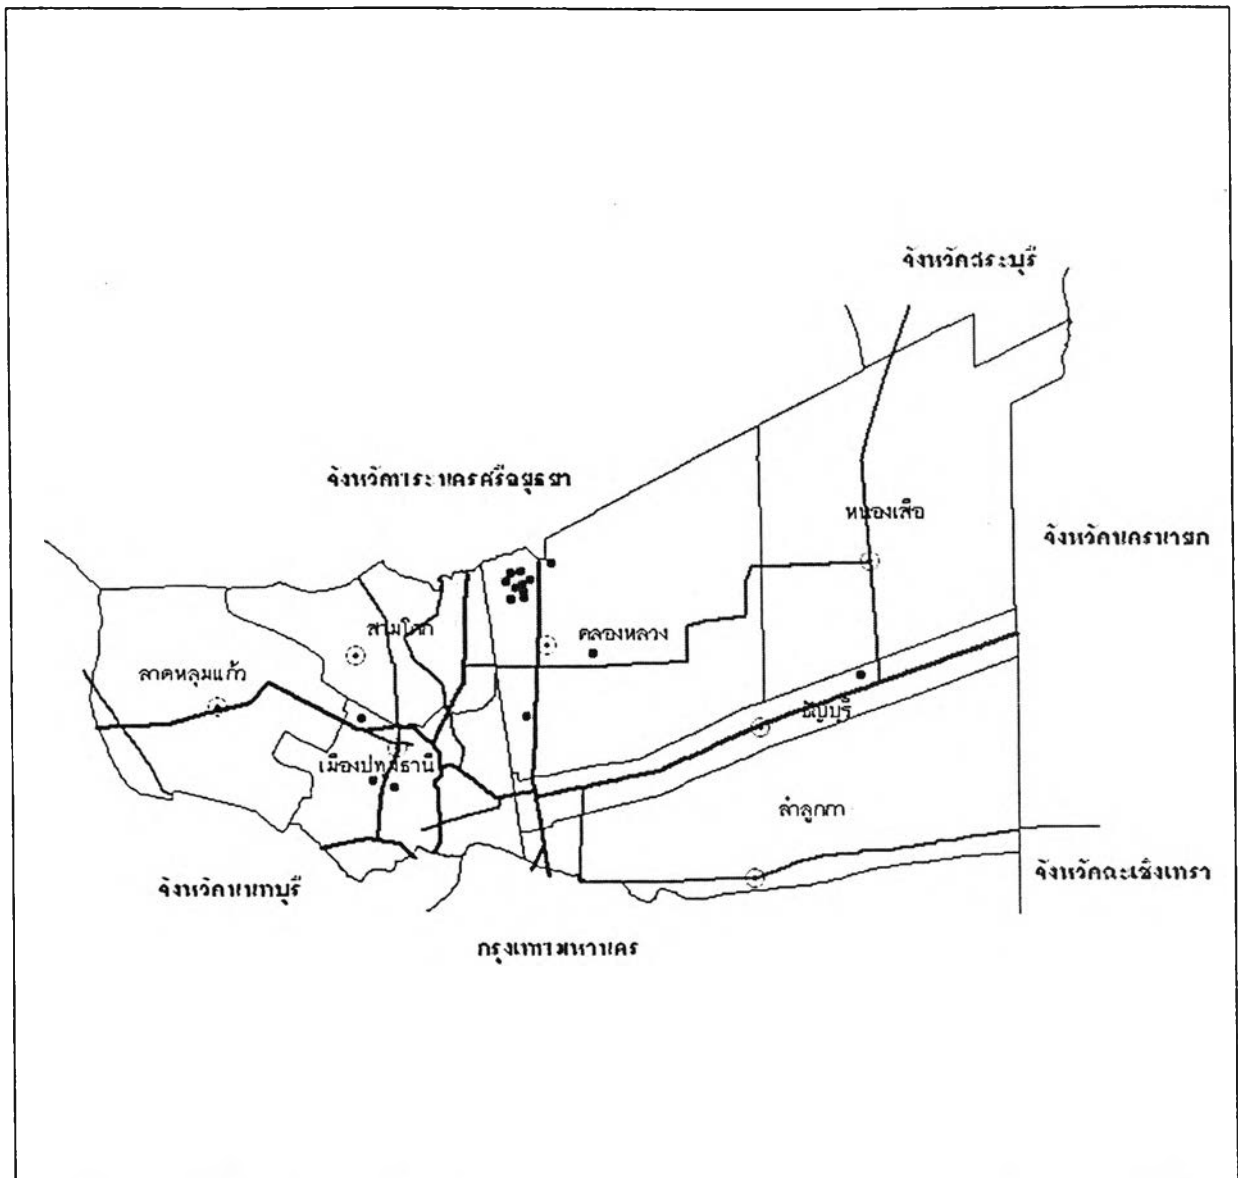 จังหวัดสระบุรี
จังหวัดพระนครศรีอยุธยา
หนองเสือ
จังหวัดนครนายก
สามโคก
คลองหลวง
ลาดหลุมแก้ว
ธัญบุรี
เมืองปทุมธานี
ลำลูกกา
จังหวัดฉะเชิงเทรา
จังหวัดนนทบุรี
กรุงเทพมหานคร